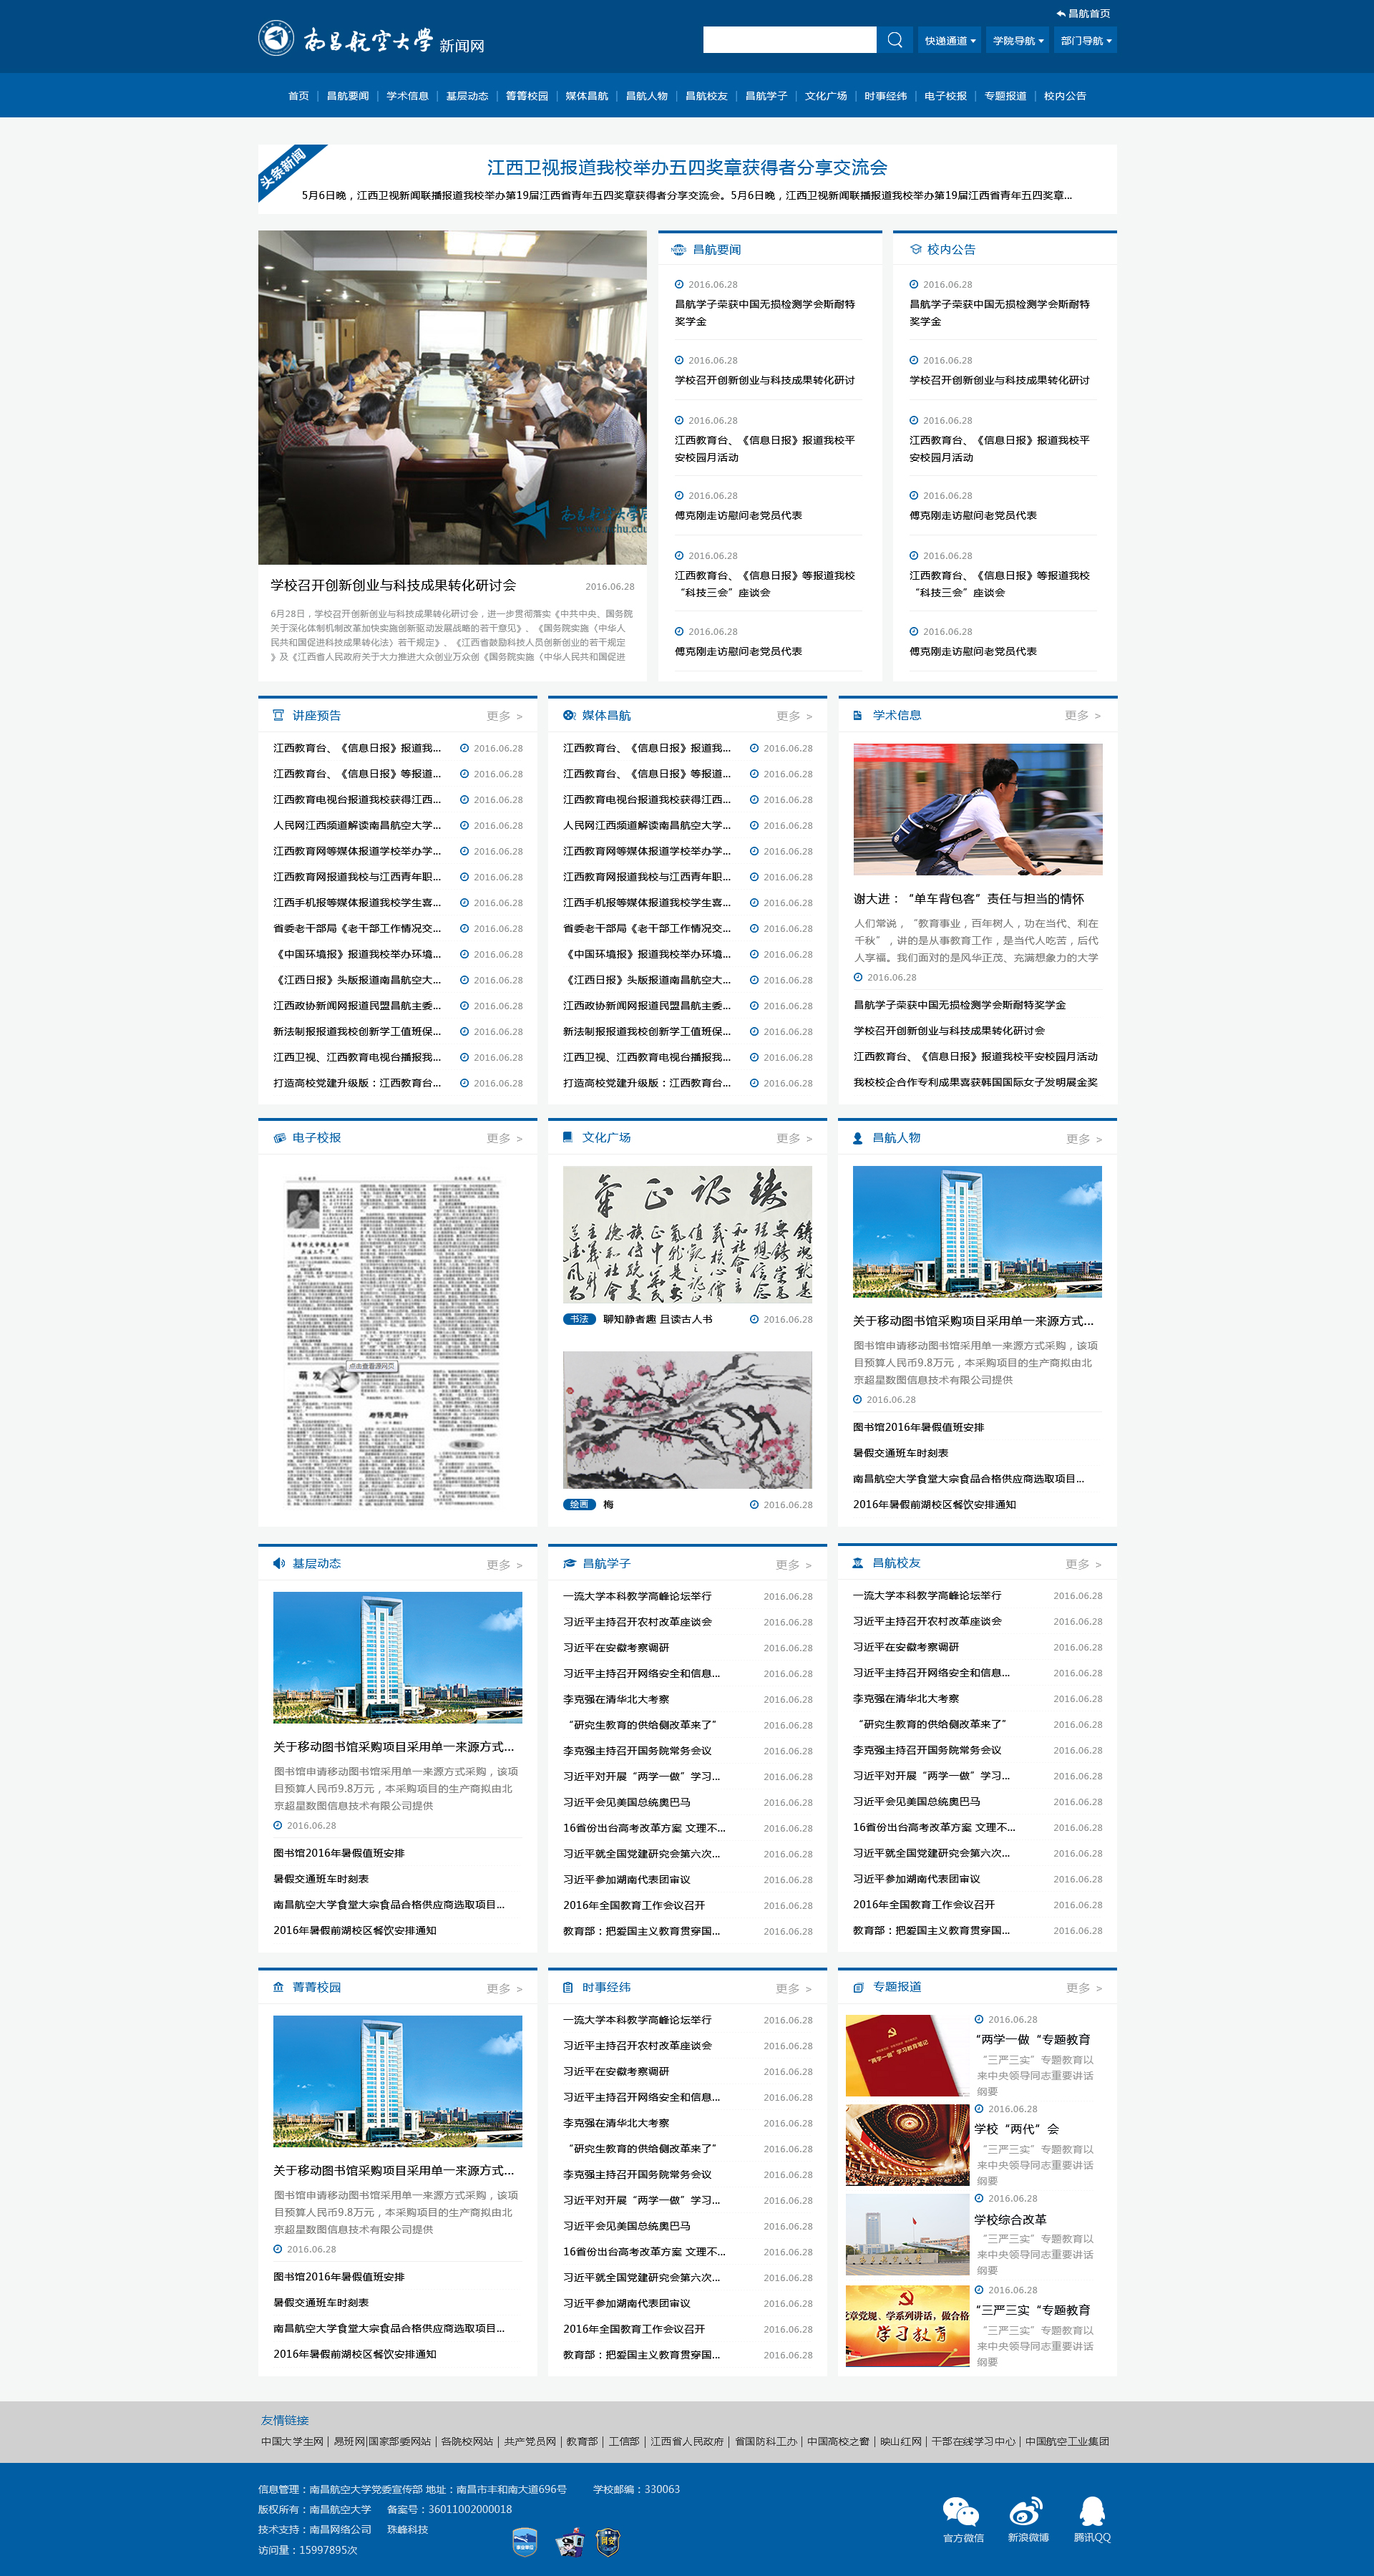 昌航首页
南昌航空大学 新闻网
快递通道 学院导航 部门导航
首页 | 昌航要闻 | 学术信息 | 基层动态 | 菁菁校园 | 媒体昌航 | 昌航人物 | 昌航校友 | 昌航学子 | 文化广场 | 时事经纬 | 电子校报 | 专题报道 | 校内公告
头条新闻
江西卫视报道我校举办五四奖章获得者分享交流会
5月6日晚，江西卫视新闻联播报道我校举办第19届江西省青年五四奖章获得者分享交流会。5月6日晚，江西卫视新闻联播报道我校举办第19届江西省青年五四奖章...
学校召开创新创业与科技成果转化研讨会 2016.06.28
6月28日，学校召开创新创业与科技成果转化研讨会，进一步贯彻落实《中共中央、国务院
关于深化体制机制改革加快实施创新驱动发展战略的若干意见》、《国务院实施〈中华人
民共和国促进科技成果转化法〉若干规定》、《江西省鼓励科技人员创新创业的若干规定
》及《江西省人民政府关于大力推进大众创业万众创《国务院实施〈中华人民共和国促进
NEWS 昌航要闻
2016.06.28
昌航学子荣获中国无损检测学会斯耐特
奖学金
2016.06.28
学校召开创新创业与科技成果转化研讨
2016.06.28
江西教育台、《信息日报》报道我校平
安校园月活动
2016.06.28
傅克刚走访慰问老党员代表
2016.06.28
江西教育台、《信息日报》等报道我校
“科技三会”座谈会
2016.06.28
傅克刚走访慰问老党员代表
校内公告
2016.06.28
昌航学子荣获中国无损检测学会斯耐特
奖学金
2016.06.28
学校召开创新创业与科技成果转化研讨
2016.06.28
江西教育台、《信息日报》报道我校平
安校园月活动
2016.06.28
傅克刚走访慰问老党员代表
2016.06.28
江西教育台、《信息日报》等报道我校
“科技三会”座谈会
2016.06.28
傅克刚走访慰问老党员代表
讲座预告 更多 >
江西教育台、《信息日报》报道我... 2016.06.28
江西教育台、《信息日报》等报道... 2016.06.28
江西教育电视台报道我校获得江西... 2016.06.28
人民网江西频道解读南昌航空大学... 2016.06.28
江西教育网等媒体报道学校举办学... 2016.06.28
江西教育网报道我校与江西青年职... 2016.06.28
江西手机报等媒体报道我校学生喜... 2016.06.28
省委老干部局《老干部工作情况交... 2016.06.28
《中国环境报》报道我校举办环境... 2016.06.28
《江西日报》头版报道南昌航空大... 2016.06.28
江西政协新闻网报道民盟昌航主委... 2016.06.28
新法制报报道我校创新学工值班保... 2016.06.28
江西卫视、江西教育电视台播报我... 2016.06.28
打造高校党建升级版：江西教育台... 2016.06.28
媒体昌航 更多 >
江西教育台、《信息日报》报道我... 2016.06.28
江西教育台、《信息日报》等报道... 2016.06.28
江西教育电视台报道我校获得江西... 2016.06.28
人民网江西频道解读南昌航空大学... 2016.06.28
江西教育网等媒体报道学校举办学... 2016.06.28
江西教育网报道我校与江西青年职... 2016.06.28
江西手机报等媒体报道我校学生喜... 2016.06.28
省委老干部局《老干部工作情况交... 2016.06.28
《中国环境报》报道我校举办环境... 2016.06.28
《江西日报》头版报道南昌航空大... 2016.06.28
江西政协新闻网报道民盟昌航主委... 2016.06.28
新法制报报道我校创新学工值班保... 2016.06.28
江西卫视、江西教育电视台播报我... 2016.06.28
打造高校党建升级版：江西教育台... 2016.06.28
学术信息 更多 >
谢大进：“单车背包客”责任与担当的情怀
人们常说，“教育事业，百年树人，功在当代、利在
千秋”，讲的是从事教育工作，是当代人吃苦，后代
人享福。我们面对的是风华正茂、充满想象力的大学
2016.06.28
昌航学子荣获中国无损检测学会斯耐特奖学金
学校召开创新创业与科技成果转化研讨会
江西教育台、《信息日报》报道我校平安校园月活动
我校校企合作专利成果喜获韩国国际女子发明展金奖
电子校报 更多 >
点击查看源网页
萌发
文化广场 更多 >
书法 聊知静者趣 且读古人书 2016.06.28
绘画 梅 2016.06.28
昌航人物 更多 >
关于移动图书馆采购项目采用单一来源方式...
图书馆申请移动图书馆采用单一来源方式采购，该项
目预算人民币9.8万元，本采购项目的生产商拟由北
京超星数图信息技术有限公司提供
2016.06.28
图书馆2016年暑假值班安排
暑假交通班车时刻表
南昌航空大学食堂大宗食品合格供应商选取项目...
2016年暑假前湖校区餐饮安排通知
基层动态 更多 >
关于移动图书馆采购项目采用单一来源方式...
图书馆申请移动图书馆采用单一来源方式采购，该项
目预算人民币9.8万元，本采购项目的生产商拟由北
京超星数图信息技术有限公司提供
2016.06.28
图书馆2016年暑假值班安排
暑假交通班车时刻表
南昌航空大学食堂大宗食品合格供应商选取项目...
2016年暑假前湖校区餐饮安排通知
昌航学子 更多 >
一流大学本科教学高峰论坛举行 2016.06.28
习近平主持召开农村改革座谈会 2016.06.28
习近平在安徽考察调研 2016.06.28
习近平主持召开网络安全和信息... 2016.06.28
李克强在清华北大考察 2016.06.28
“研究生教育的供给侧改革来了” 2016.06.28
李克强主持召开国务院常务会议 2016.06.28
习近平对开展“两学一做”学习... 2016.06.28
习近平会见美国总统奥巴马 2016.06.28
16省份出台高考改革方案 文理不... 2016.06.28
习近平就全国党建研究会第六次... 2016.06.28
习近平参加湖南代表团审议 2016.06.28
2016年全国教育工作会议召开 2016.06.28
教育部：把爱国主义教育贯穿国... 2016.06.28
昌航校友 更多 >
一流大学本科教学高峰论坛举行 2016.06.28
习近平主持召开农村改革座谈会 2016.06.28
习近平在安徽考察调研 2016.06.28
习近平主持召开网络安全和信息... 2016.06.28
李克强在清华北大考察 2016.06.28
“研究生教育的供给侧改革来了” 2016.06.28
李克强主持召开国务院常务会议 2016.06.28
习近平对开展“两学一做”学习... 2016.06.28
习近平会见美国总统奥巴马 2016.06.28
16省份出台高考改革方案 文理不... 2016.06.28
习近平就全国党建研究会第六次... 2016.06.28
习近平参加湖南代表团审议 2016.06.28
2016年全国教育工作会议召开 2016.06.28
教育部：把爱国主义教育贯穿国... 2016.06.28
菁菁校园 更多 >
关于移动图书馆采购项目采用单一来源方式...
图书馆申请移动图书馆采用单一来源方式采购，该项
目预算人民币9.8万元，本采购项目的生产商拟由北
京超星数图信息技术有限公司提供
2016.06.28
图书馆2016年暑假值班安排
暑假交通班车时刻表
南昌航空大学食堂大宗食品合格供应商选取项目...
2016年暑假前湖校区餐饮安排通知
时事经纬 更多 >
一流大学本科教学高峰论坛举行 2016.06.28
习近平主持召开农村改革座谈会 2016.06.28
习近平在安徽考察调研 2016.06.28
习近平主持召开网络安全和信息... 2016.06.28
李克强在清华北大考察 2016.06.28
“研究生教育的供给侧改革来了” 2016.06.28
李克强主持召开国务院常务会议 2016.06.28
习近平对开展“两学一做”学习... 2016.06.28
习近平会见美国总统奥巴马 2016.06.28
16省份出台高考改革方案 文理不... 2016.06.28
习近平就全国党建研究会第六次... 2016.06.28
习近平参加湖南代表团审议 2016.06.28
2016年全国教育工作会议召开 2016.06.28
教育部：把爱国主义教育贯穿国... 2016.06.28
专题报道 更多 >
“两学一做”学习教育笔记
2016.06.28
“两学一做“专题教育
“三严三实”专题教育以
来中央领导同志重要讲话
纲要
2016.06.28
学校“两代”会
“三严三实”专题教育以
来中央领导同志重要讲话
纲要
2016.06.28
学校综合改革
“三严三实”专题教育以
来中央领导同志重要讲话
纲要
党章党规、学系列讲话，做合格
学习教育
2016.06.28
“三严三实“专题教育
“三严三实”专题教育以
来中央领导同志重要讲话
纲要
友情链接
中国大学生网 | 易班网|国家部委网站 | 各院校网站 | 共产党员网 | 教育部 | 工信部 | 江西省人民政府 | 省国防科工办 | 中国高校之窗 | 映山红网 | 干部在线学习中心 | 中国航空工业集团
信息管理：南昌航空大学党委宣传部 地址：南昌市丰和南大道696号 学校邮编：330063
版权所有：南昌航空大学 备案号：36011002000018
技术支持：南昌网络公司 珠峰科技
访问量：15997895次
官方微信 新浪微博 腾讯QQ